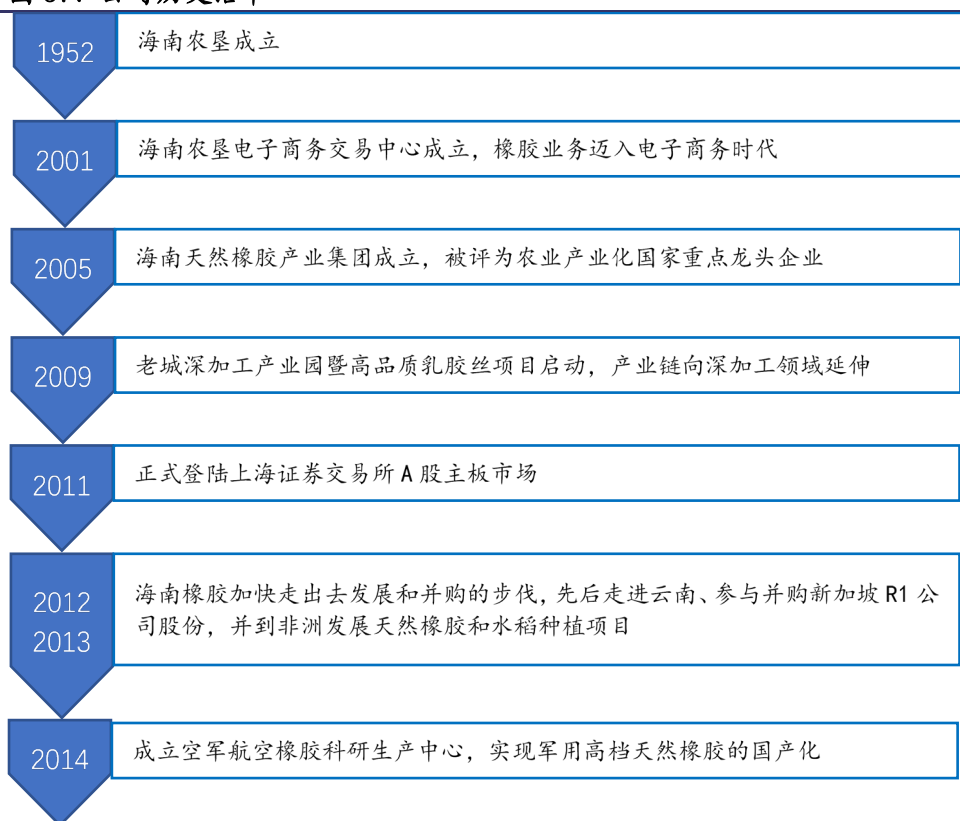 1952
海南农垦成立
2001
海南农垦电子商务交易中心成立，橡胶业务迈入电子商务时代
2005
海南天然橡胶产业集团成立，被评为农业产业化国家重点龙头企业
2009
老城深加工产业园暨高品质乳胶丝项目启动，产业链向深加工领域延伸
2011
正式登陆上海证券交易所 A 股主板市场
2012
2013
海南橡胶加快走出去发展和并购的步伐，先后走进云南、参与并购新加坡 R1 公
司股份，并到非洲发展天然橡胶和水稻种植项目
2014
成立空军航空橡胶科研生产中心，实现军用高档天然橡胶的国产化